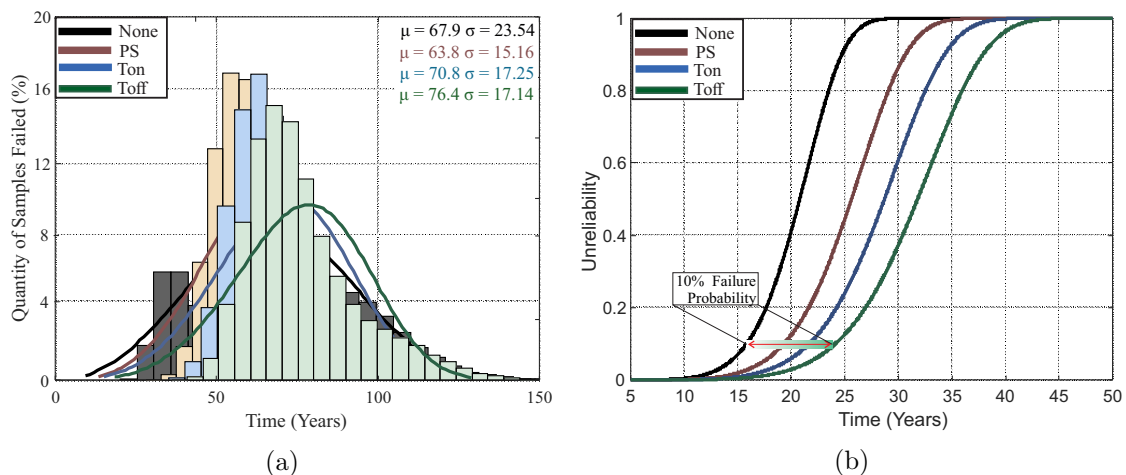 20
16
12
8
4
0
Quantity of Samples Failed (%)
None
PS
Ton
Toff
μ = 67.9 σ = 23.54
μ = 63.8 σ = 15.16
μ = 70.8 σ = 17.25
μ = 76.4 σ = 17.14
0 50 100 150
Time (Years)
(a)
1
0.8
0.6
0.4
0.2
0
Unreliability
None
PS
Ton
Toff
10% Failure
Probability
5 10 15 20 25 30 35 40 45 50
Time (Years)
(b)